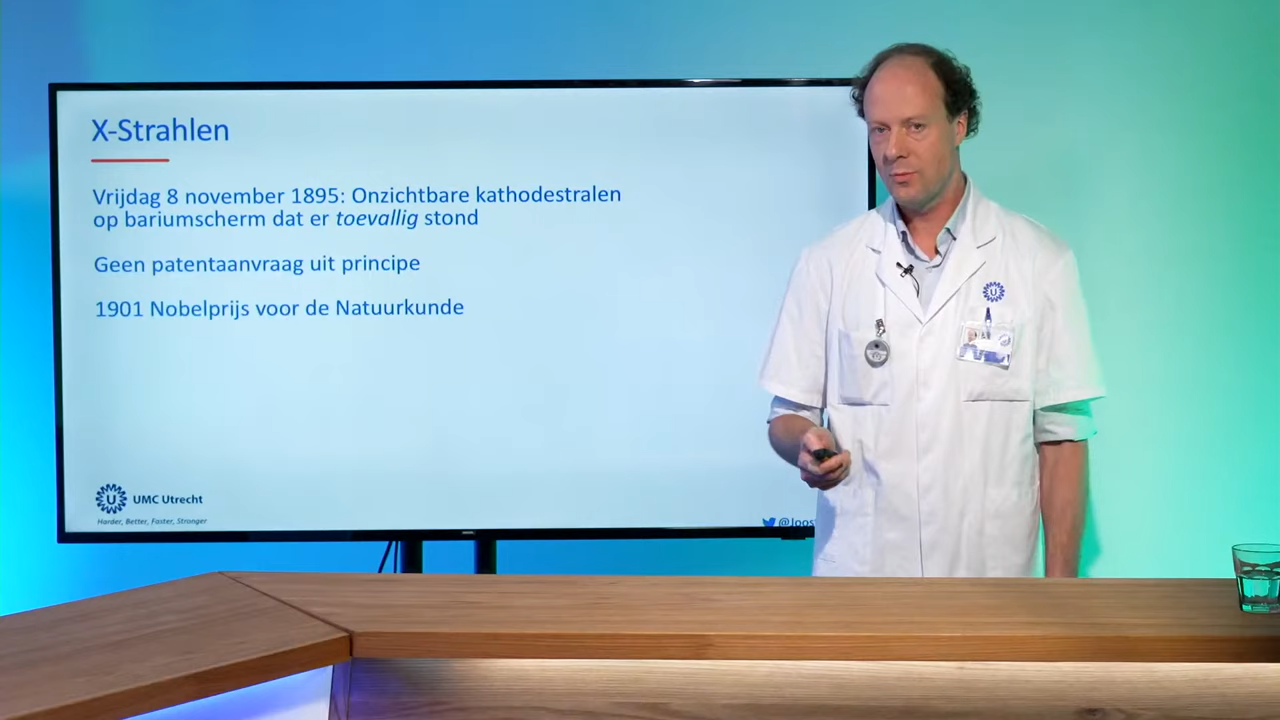 X-Strahlen
Vrijdag 8 november 1895: Onzichtbare kathodestralen
op bariumscherm dat er toevallig stond
Geen patentaanvraag uit principe
1901 Nobelprijs voor de Natuurkunde
U
UMC Utrecht
Harder, Better, Faster, Stronger
@Joos
U